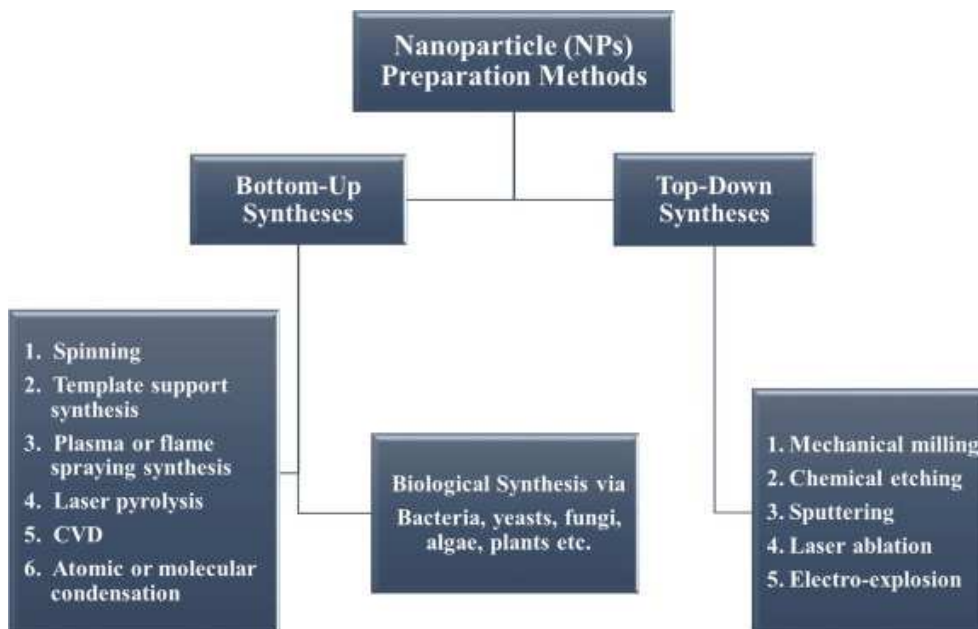 Nanoparticle (NPs)
Preparation Methods
Bottom-Up
Syntheses
Top-Down
Syntheses
1. Spinning
2. Template support
synthesis
3. Plasma or flame
spraying synthesis
4. Laser pyrolysis
5. CVD
6. Atomic or molecular
condensation
Biological Synthesis via
Bacteria, yeasts, fungi,
algae, plants etc.
1. Mechanical milling
2. Chemical etching
3. Sputtering
4. Laser ablation
5. Electro-explosion